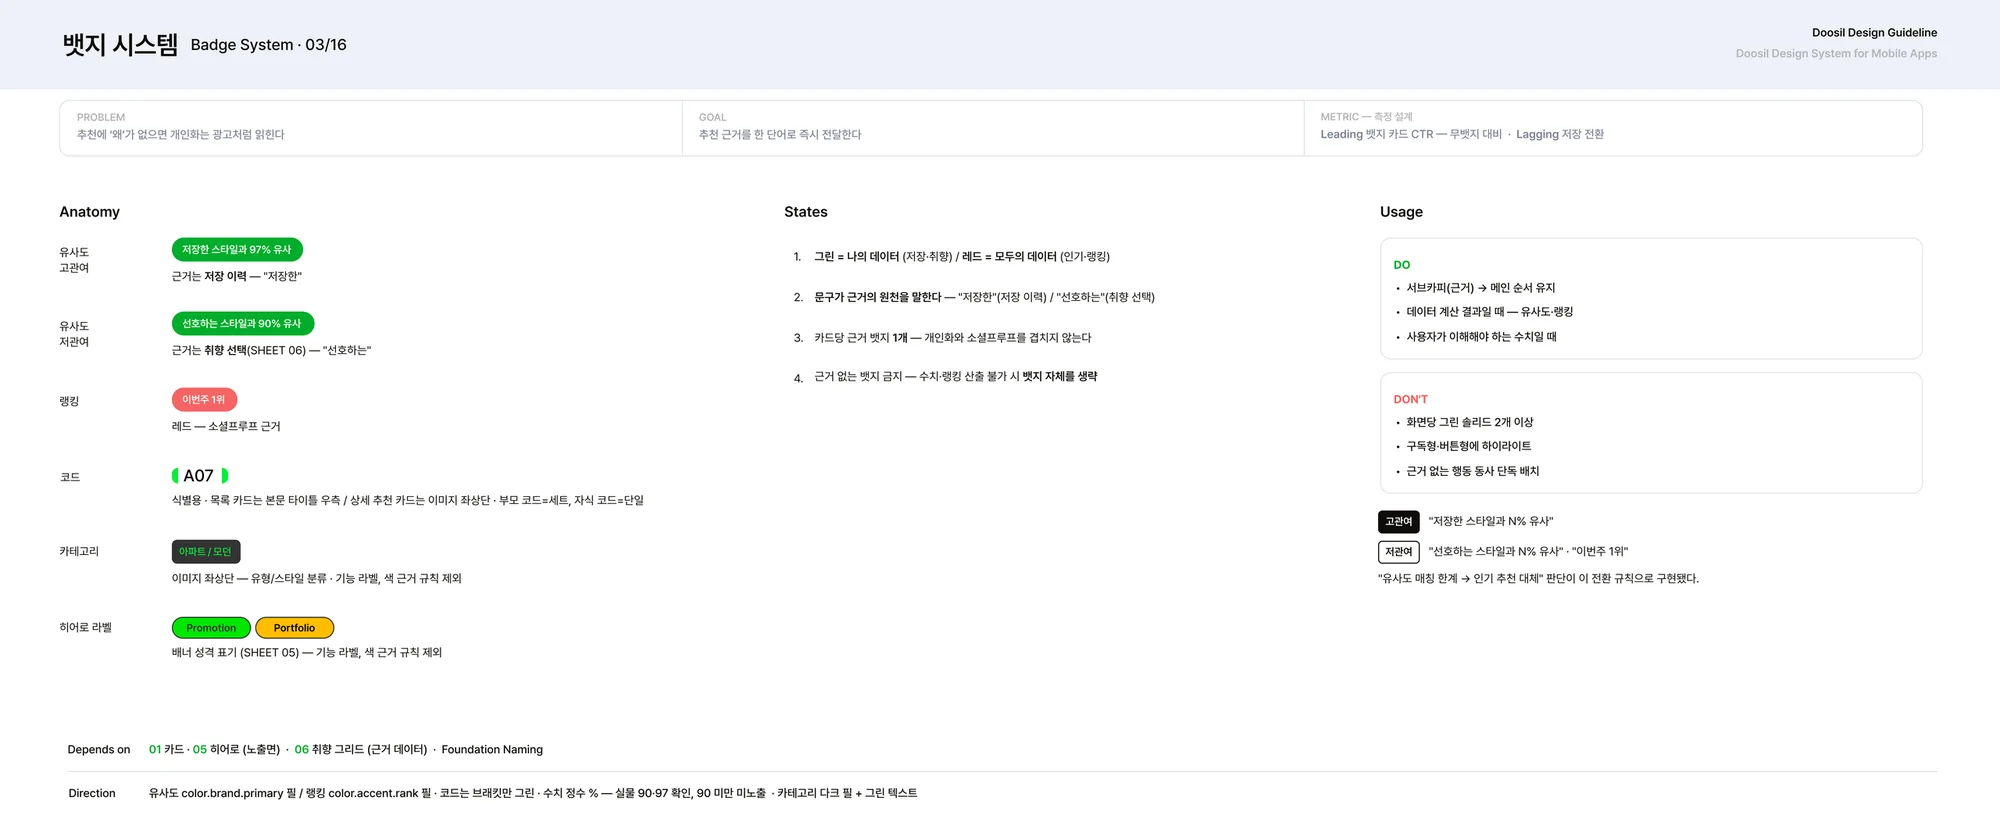 뱃지 시스템 Badge System · 03/16
Doosil Design Guideline
Doosil Design System for Mobile Apps
PROBLEM
추천에 '왜'가 없으면 개인화는 광고처럼 읽힌다
GOAL
추천 근거를 한 단어로 즉시 전달한다
METRIC — 측정 설계
Leading 뱃지 카드 CTR — 무뱃지 대비 · Lagging 저장 전환
Anatomy
유사도
고관여
저장한 스타일과 97% 유사
근거는 저장 이력 — "저장한"
유사도
저관여
선호하는 스타일과 90% 유사
근거는 취향 선택(SHEET 06) — "선호하는"
랭킹
이번주 1위
레드 — 소셜프루프 근거
코드
A07
식별용 · 목록 카드는 본문 타이틀 우측 / 상세 추천 카드는 이미지 좌상단 · 부모 코드=세트, 자식 코드=단일
카테고리
아파트 / 모던
이미지 좌상단 — 유형/스타일 분류 · 기능 라벨, 색 근거 규칙 제외
히어로 라벨
Promotion
Portfolio
배너 성격 표기 (SHEET 05) — 기능 라벨, 색 근거 규칙 제외
States
1. 그린 = 나의 데이터 (저장·취향) / 레드 = 모두의 데이터 (인기·랭킹)
2. 문구가 근거의 원천을 말한다 — "저장한"(저장 이력) / "선호하는"(취향 선택)
3. 카드당 근거 뱃지 1개 — 개인화와 소셜프루프를 겹치지 않는다
4. 근거 없는 뱃지 금지 — 수치·랭킹 산출 불가 시 뱃지 자체를 생략
Usage
DO
• 서브카피(근거) → 메인 순서 유지
• 데이터 계산 결과일 때 — 유사도·랭킹
• 사용자가 이해해야 하는 수치일 때
DON'T
• 화면당 그린 솔리드 2개 이상
• 구독형·버튼형에 하이라이트
• 근거 없는 행동 동사 단독 배치
고관여 "저장한 스타일과 N% 유사"
저관여 "선호하는 스타일과 N% 유사" · "이번주 1위"
"유사도 매칭 한계 → 인기 추천 대체" 판단이 이 전환 규칙으로 구현됐다.
Depends on 01 카드 · 05 히어로 (노출면) · 06 취향 그리드 (근거 데이터) · Foundation Naming
Direction 유사도 color.brand.primary 필 / 랭킹 color.accent.rank 필 · 코드는 브래킷만 그린 · 수치 정수 % — 실물 90·97 확인, 90 미만 미노출 · 카테고리 다크 필 + 그린 텍스트